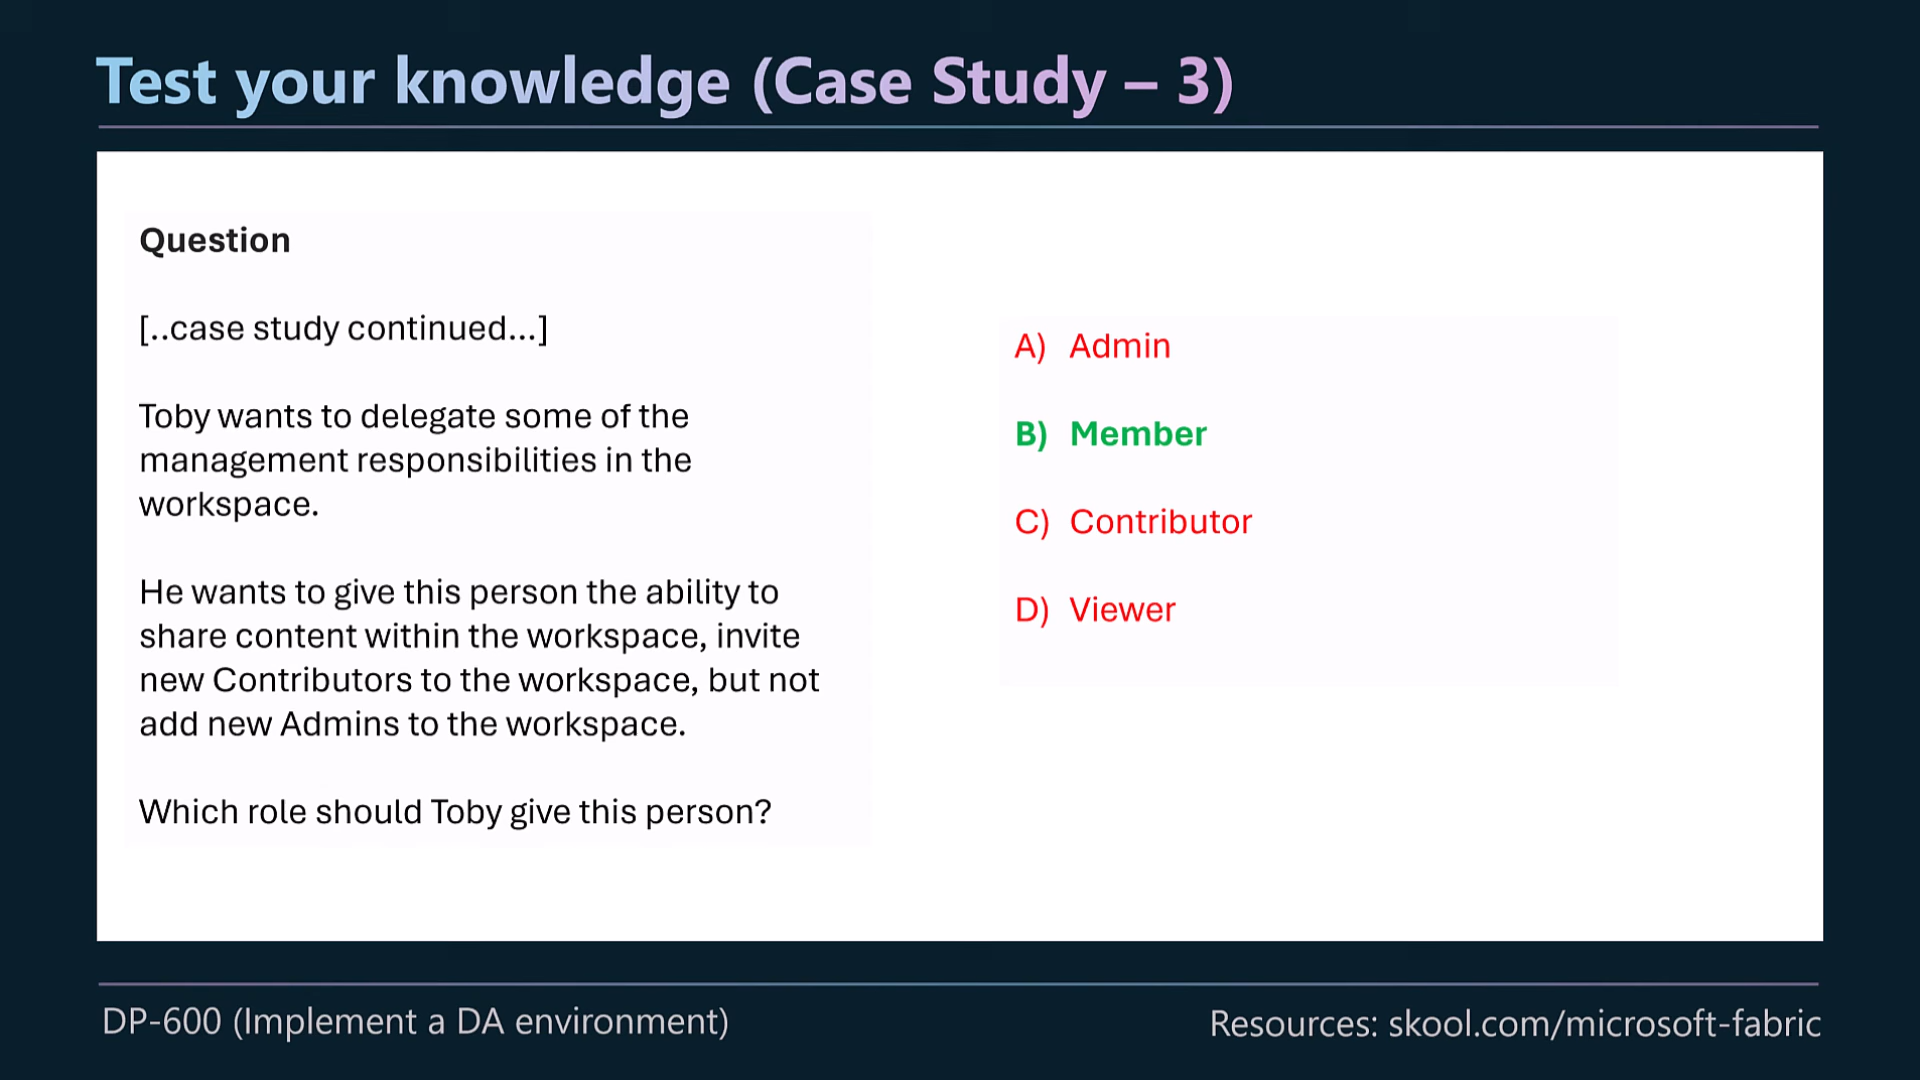 Test your knowledge (Case Study – 3)
Question
[..case study continued...]
Toby wants to delegate some of the
management responsibilities in the
workspace.
He wants to give this person the ability to
share content within the workspace, invite
new Contributors to the workspace, but not
add new Admins to the workspace.
Which role should Toby give this person?
A) Admin
B) Member
C) Contributor
D) Viewer
DP-600 (Implement a DA environment)
Resources: skool.com/microsoft-fabric